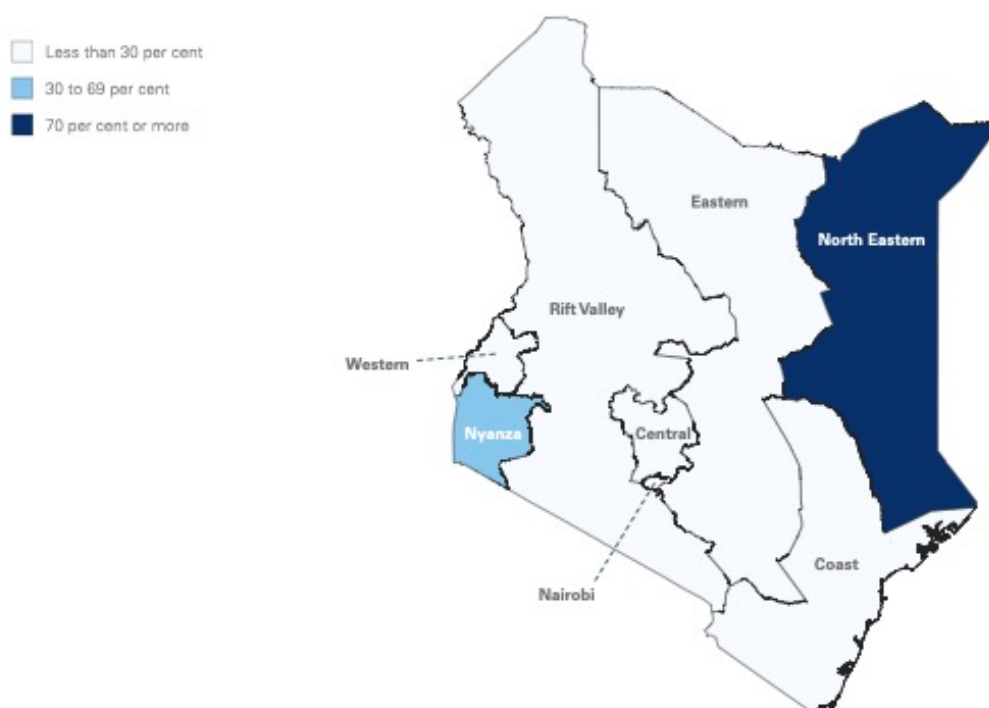 Less than 30 per cent
30 to 69 per cent
70 per cent or more
Eastern
North Eastern
Rift Valley
Western
Nyanza
Central
Coast
Nairobi